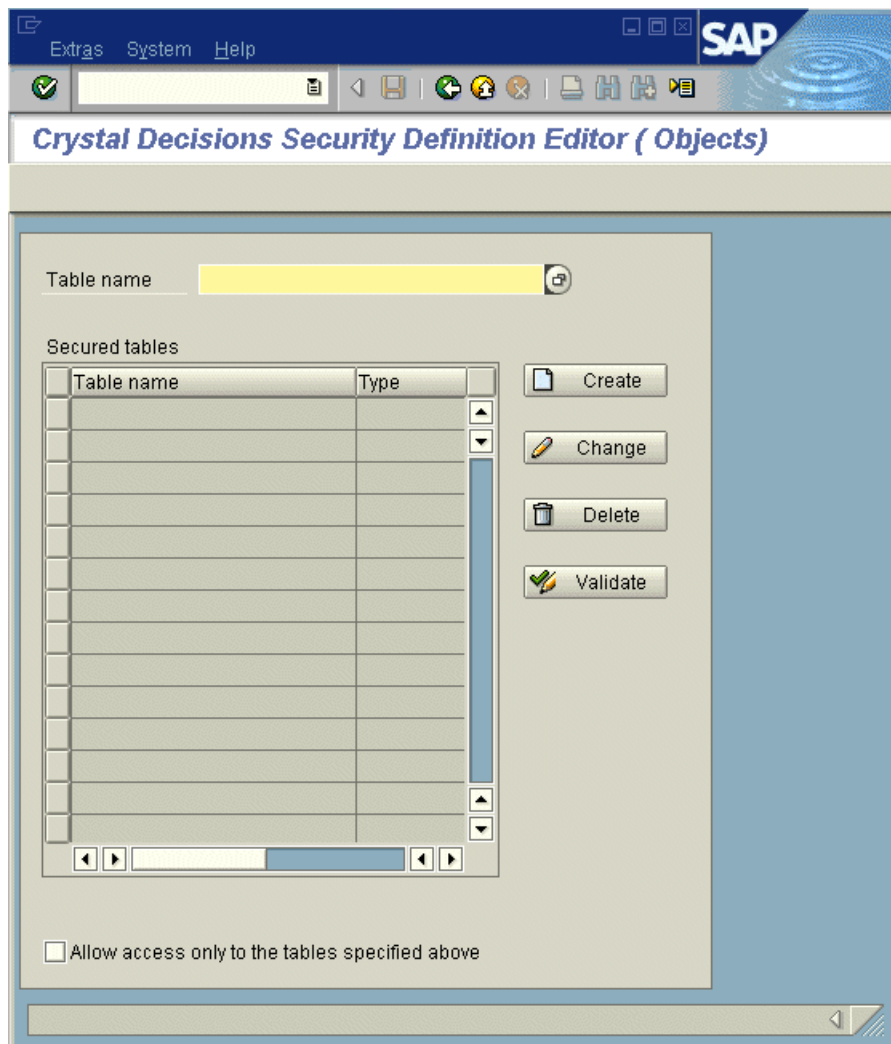 Extras System Help
SAP
Crystal Decisions Security Definition Editor ( Objects)
Table name
Secured tables
Table name Type
Create
Change
Delete
Validate
Allow access only to the tables specified above